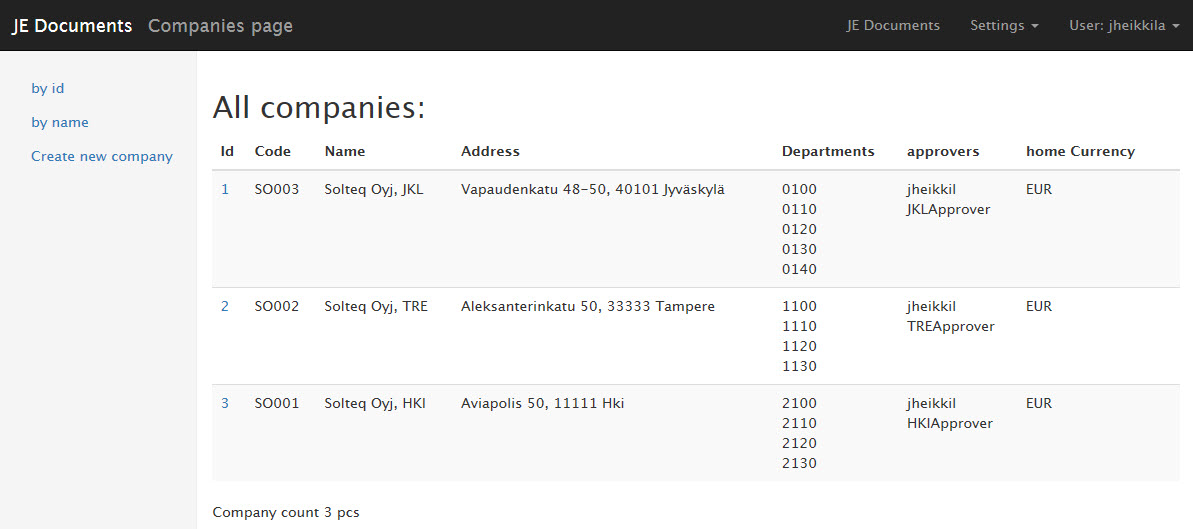 JE Documents Companies page JE Documents Settings User: jheikkila
by id
by name
Create new company
All companies:
Id Code Name Address Departments approvers home Currency
1 SO003 Solteq Oyj, JKL Vapaudenkatu 48-50, 40101 Jyväskylä 0100 jheikkil EUR
0110 JKLApprover
0120
0130
0140
2 SO002 Solteq Oyj, TRE Aleksanterinkatu 50, 33333 Tampere 1100 jheikkil EUR
1110 TREApprover
1120
1130
3 SO001 Solteq Oyj, HKI Aviapolis 50, 11111 Hki 2100 jheikkil EUR
2110 HKIApprover
2120
2130
Company count 3 pcs